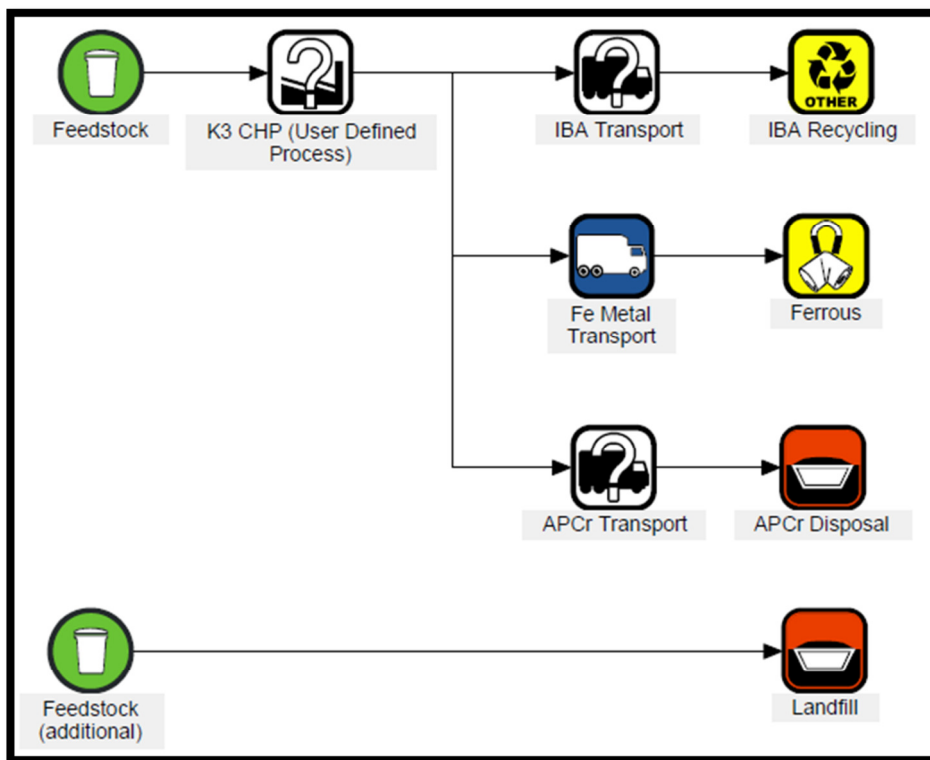 OTHER
Feedstock
K3 CHP (User Defined
Process)
IBA Transport
IBA Recycling
Fe Metal
Transport
Ferrous
APCr Transport
APCr Disposal
Feedstock
(additional)
Landfill